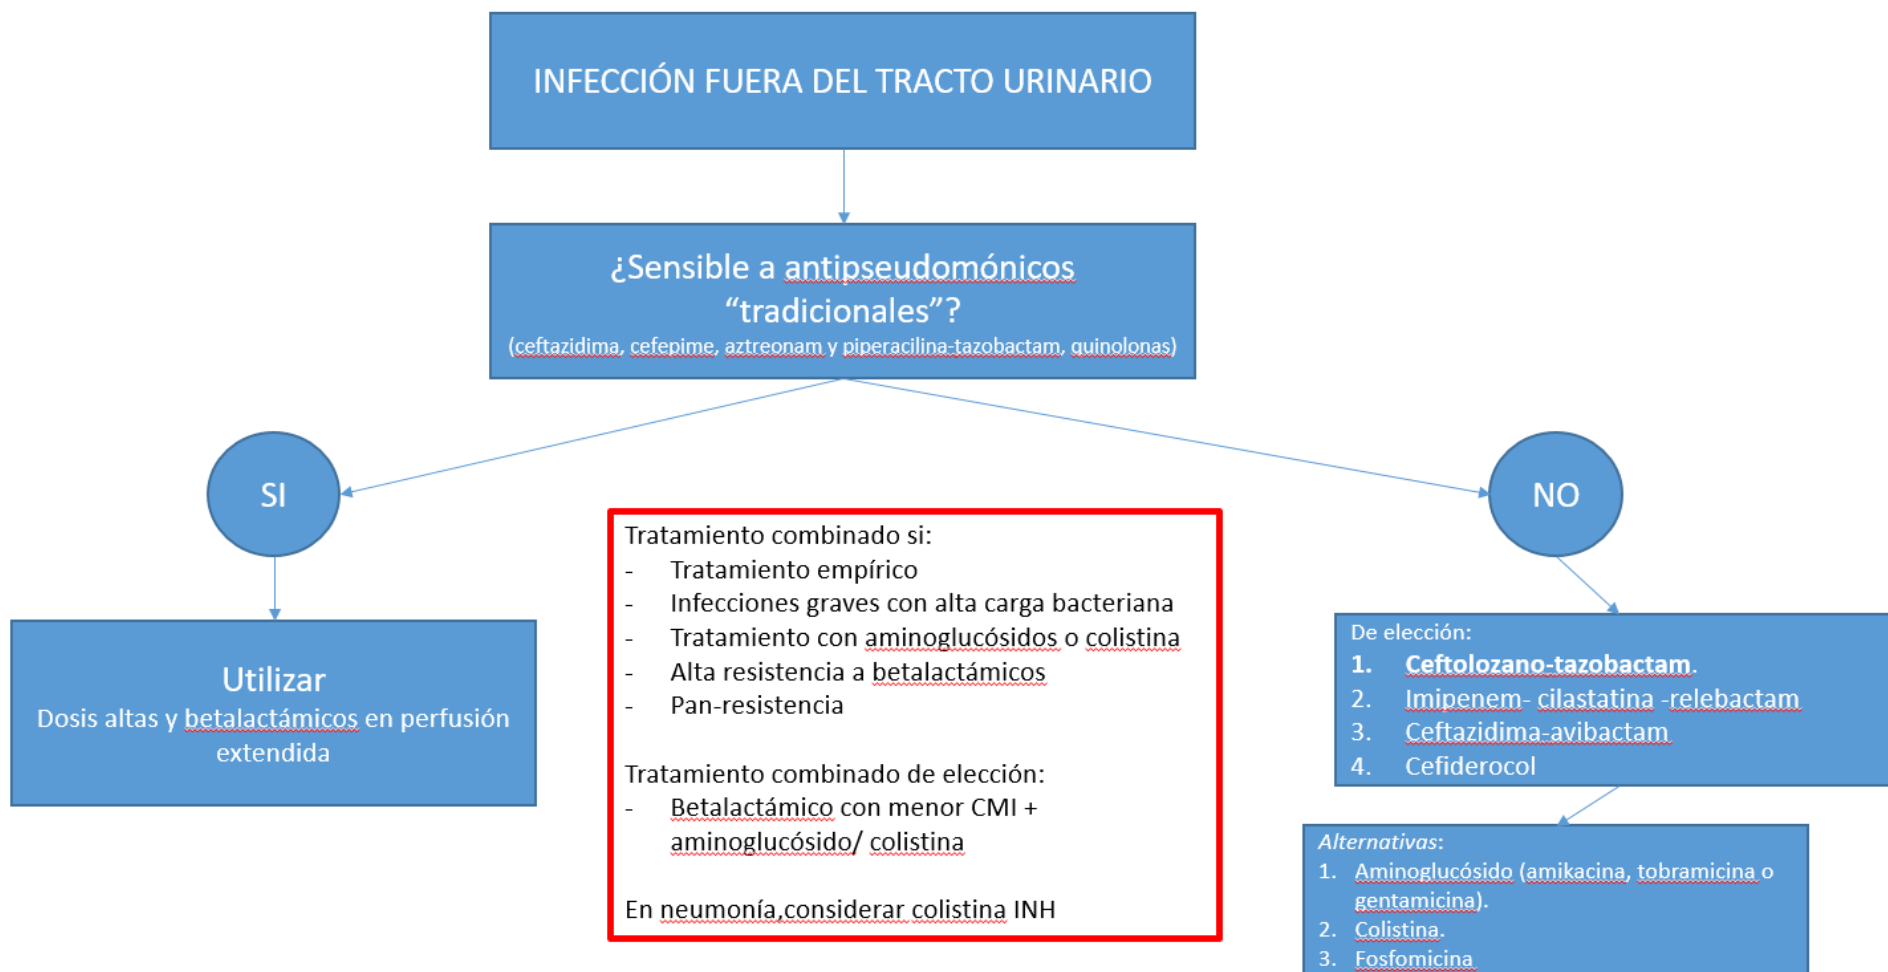 INFECCIÓN FUERA DEL TRACTO URINARIO
¿Sensible a antipseudomónicos
“tradicionales”?
(ceftazidima, cefepime, aztreonam y piperacilina-tazobactam, quinolonas)
SI
NO
Utilizar
Dosis altas y betalactámicos en perfusión
extendida
Tratamiento combinado si:
- Tratamiento empírico
- Infecciones graves con alta carga bacteriana
- Tratamiento con aminoglucósidos o colistina
- Alta resistencia a betalactámicos
- Pan-resistencia
Tratamiento combinado de elección:
- Betalactámico con menor CMI +
aminoglucósido/ colistina
En neumonía,considerar colistina INH
De elección:
1. Ceftolozano-tazobactam.
2. Imipenem- cilastatina -relebactam
3. Ceftazidima-avibactam
4. Cefiderocol
Alternativas:
1. Aminoglucósido (amikacina, tobramicina o
gentamicina).
2. Colistina.
3. Fosfomicina